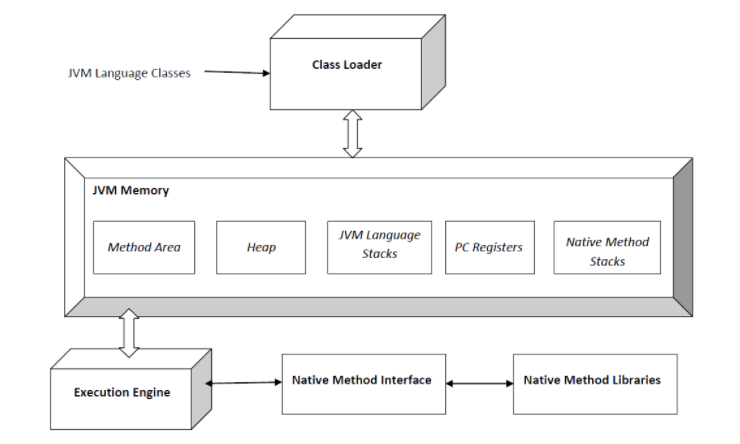 Class Loader
JVM Language Classes
JVM Memory
Method Area
Heap
JVM Language
Stacks
PC Registers
Native Method
Stacks
Execution Engine
Native Method Interface
Native Method Libraries